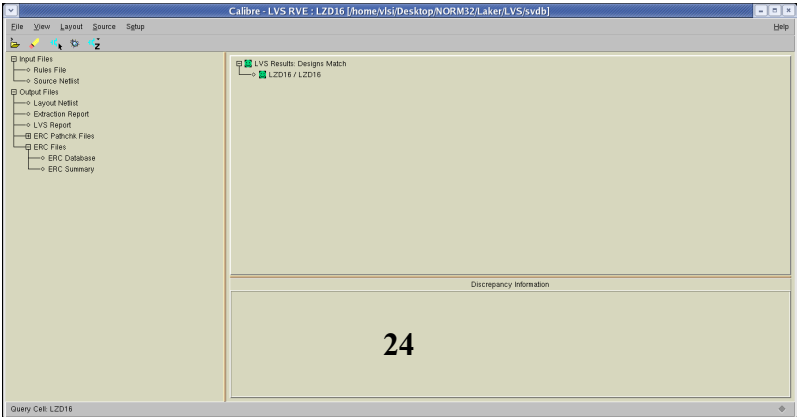 Calibre - LVS RVE : LZD16 [/home/vlsi/Desktop/NORM32/Laker/LVS/svdb]
File View Layout Source Setup Help
Input Files
Rules File
Source Netlist
Output Files
Layout Netlist
Extraction Report
LVS Report
ERC Pathchk Files
ERC Files
ERC Database
ERC Summary
LVS Results: Designs Match
LZD16 / LZD16
Discrepancy Information
24
Query Cell: LZD16